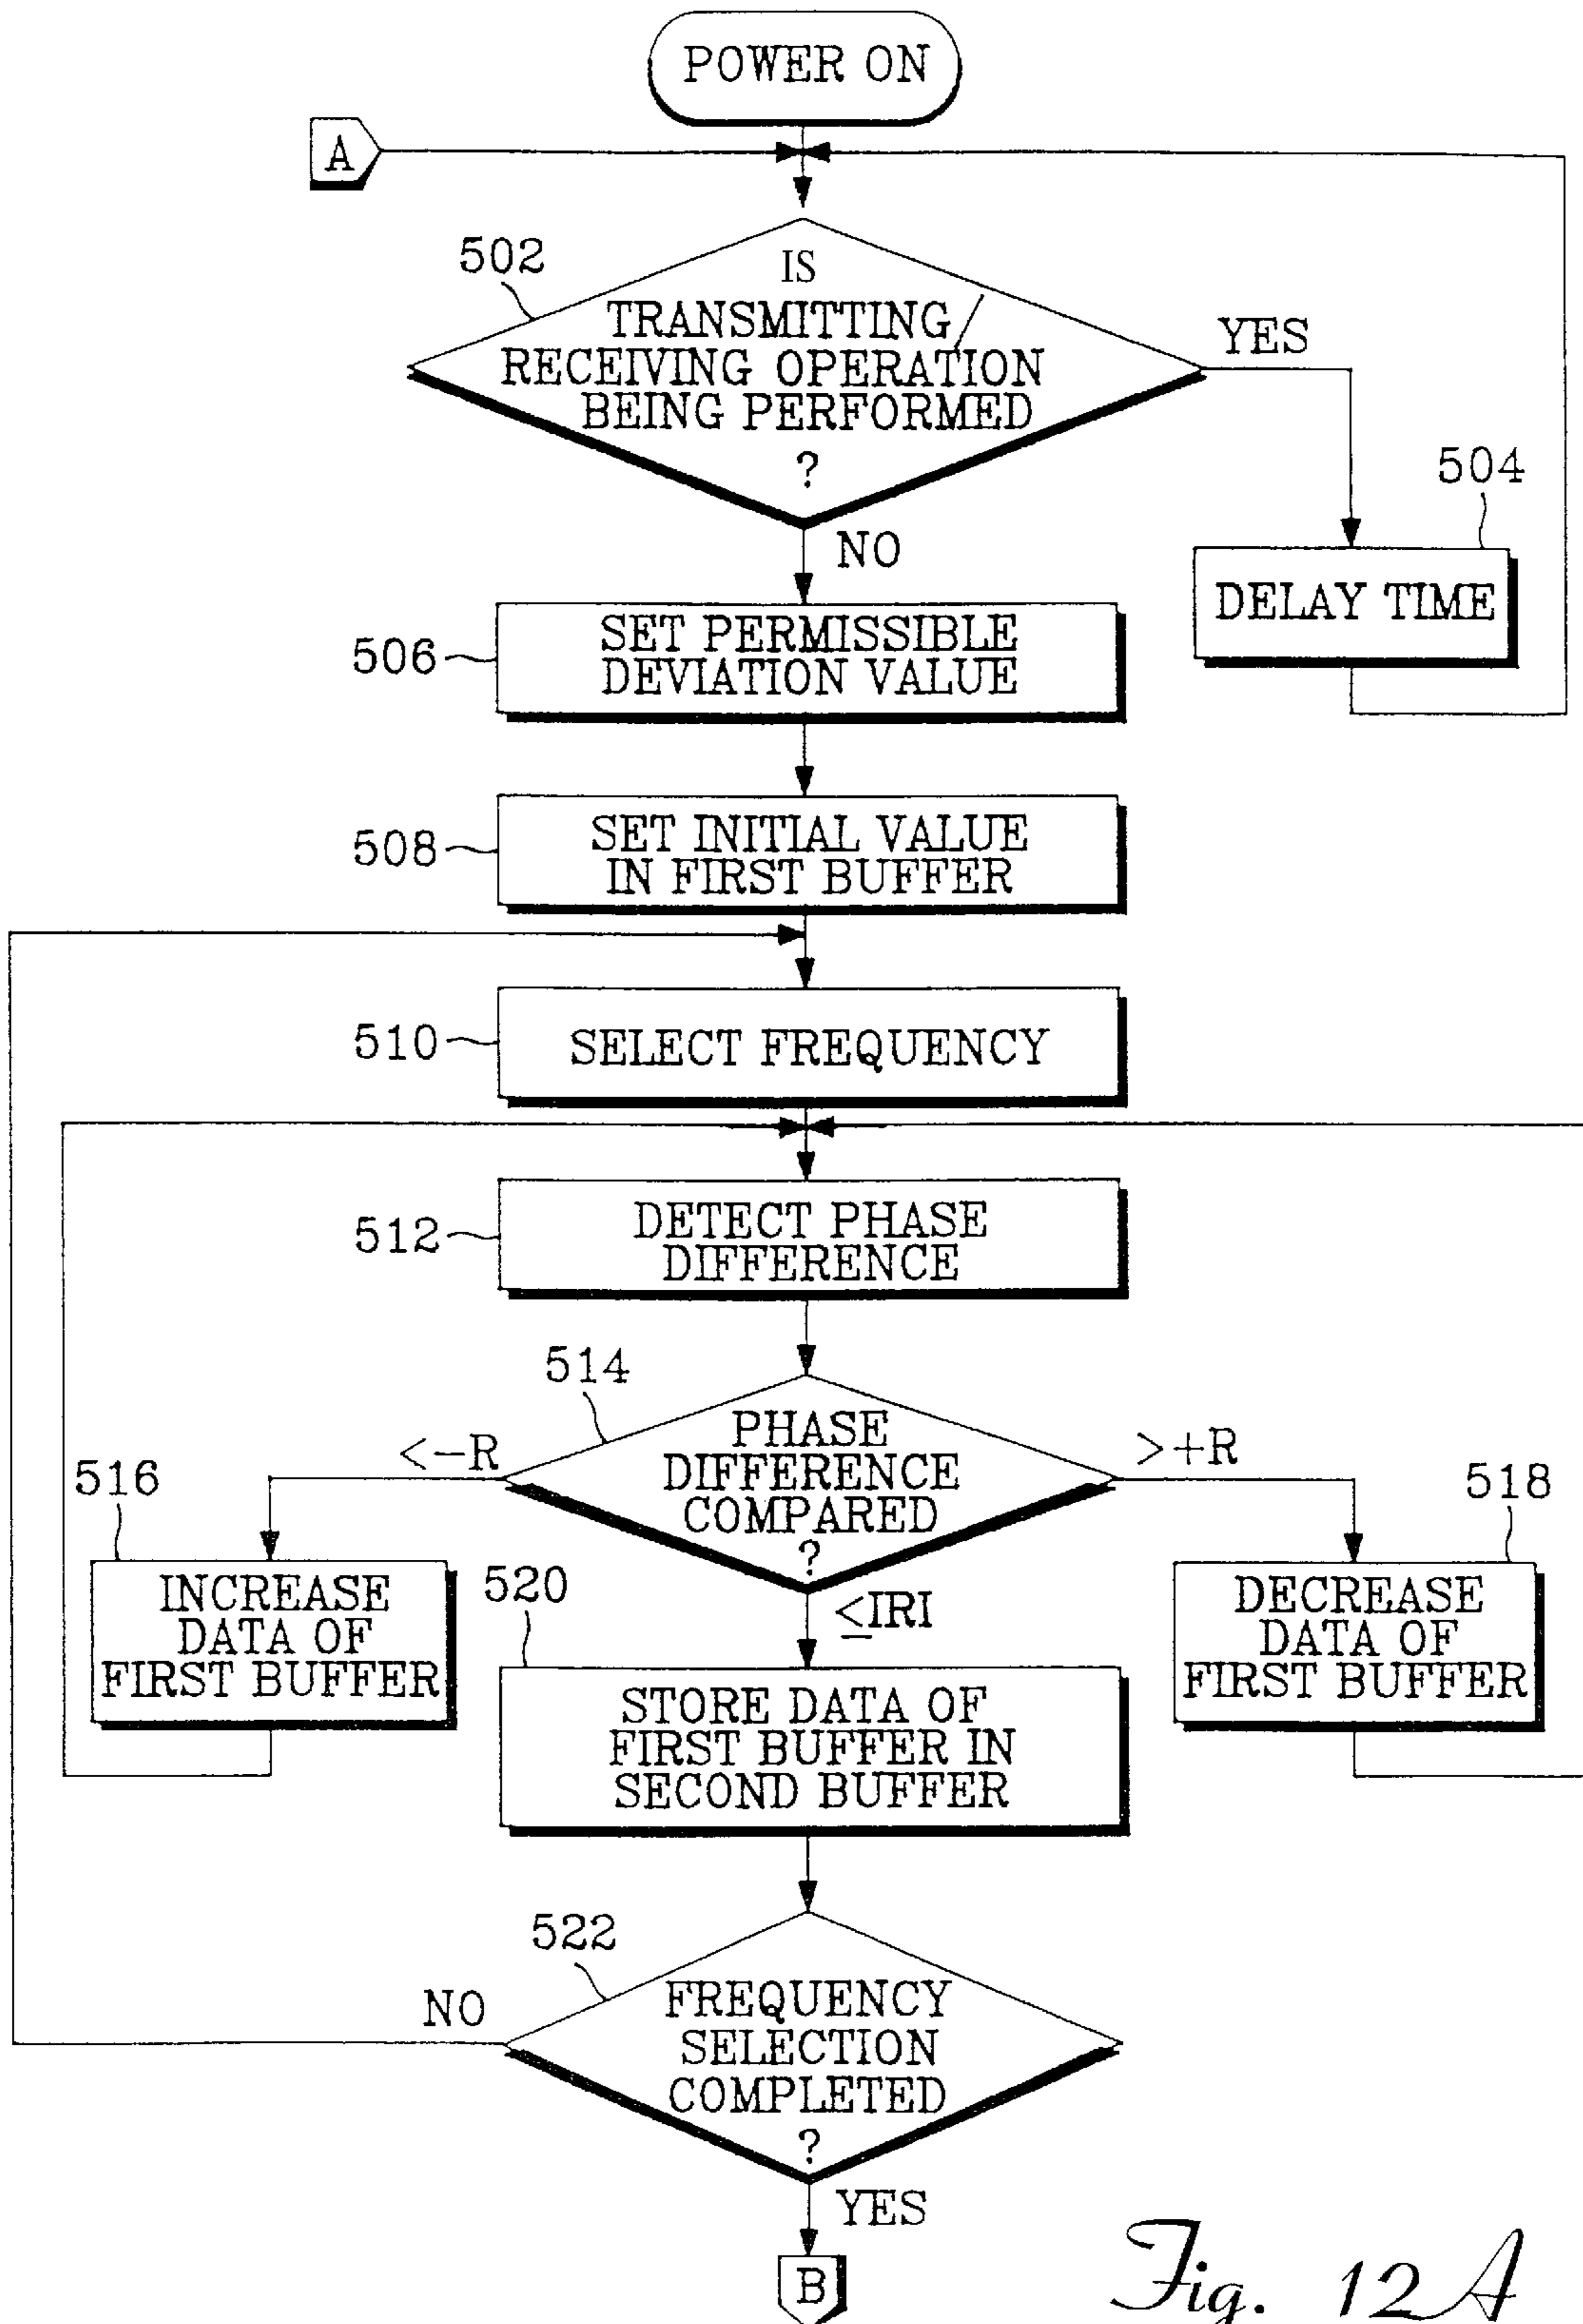 POWER ON
A
502
IS
TRANSMITTING /
RECEIVING OPERATION
BEING PERFORMED
?
YES
504
NO
DELAY TIME
506
SET PERMISSIBLE
DEVIATION VALUE
508
SET INITIAL VALUE
IN FIRST BUFFER
510
SELECT FREQUENCY
512
DETECT PHASE
DIFFERENCE
514
<-R
PHASE
DIFFERENCE
COMPARED
?
>+R
516
518
INCREASE
DATA OF
FIRST BUFFER
520
≤IRI
DECREASE
DATA OF
FIRST BUFFER
STORE DATA OF
FIRST BUFFER IN
SECOND BUFFER
522
NO
FREQUENCY
SELECTION
COMPLETED
?
YES
B
Fig. 12A